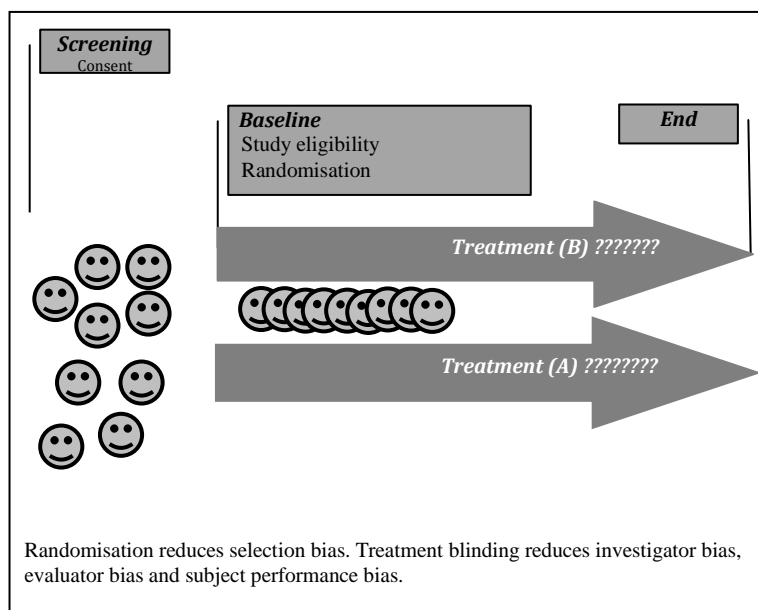 Screening
Consent
Baseline
Study eligibility
Randomisation
End
Treatment (B) ???????
Treatment (A) ????????
Randomisation reduces selection bias. Treatment blinding reduces investigator bias,
evaluator bias and subject performance bias.